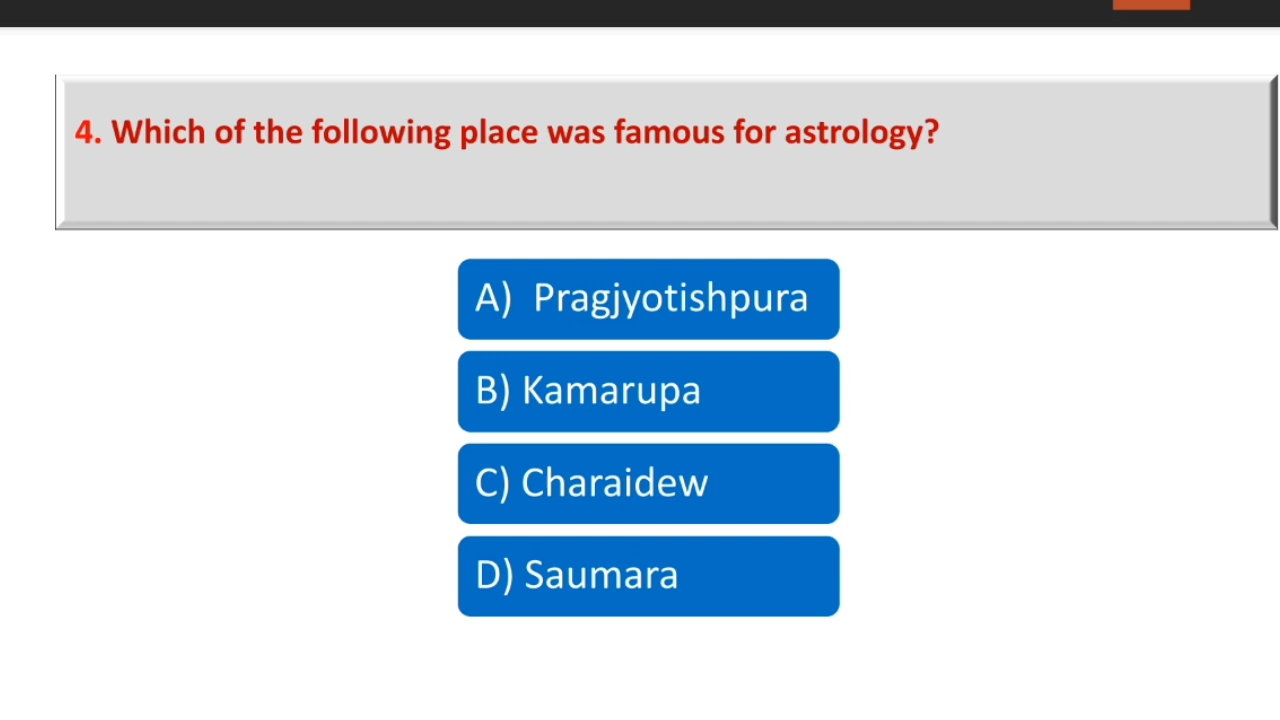 4. Which of the following place was famous for astrology?
A) Pragjyotishpura
B) Kamarupa
C) Charaidew
D) Saumara